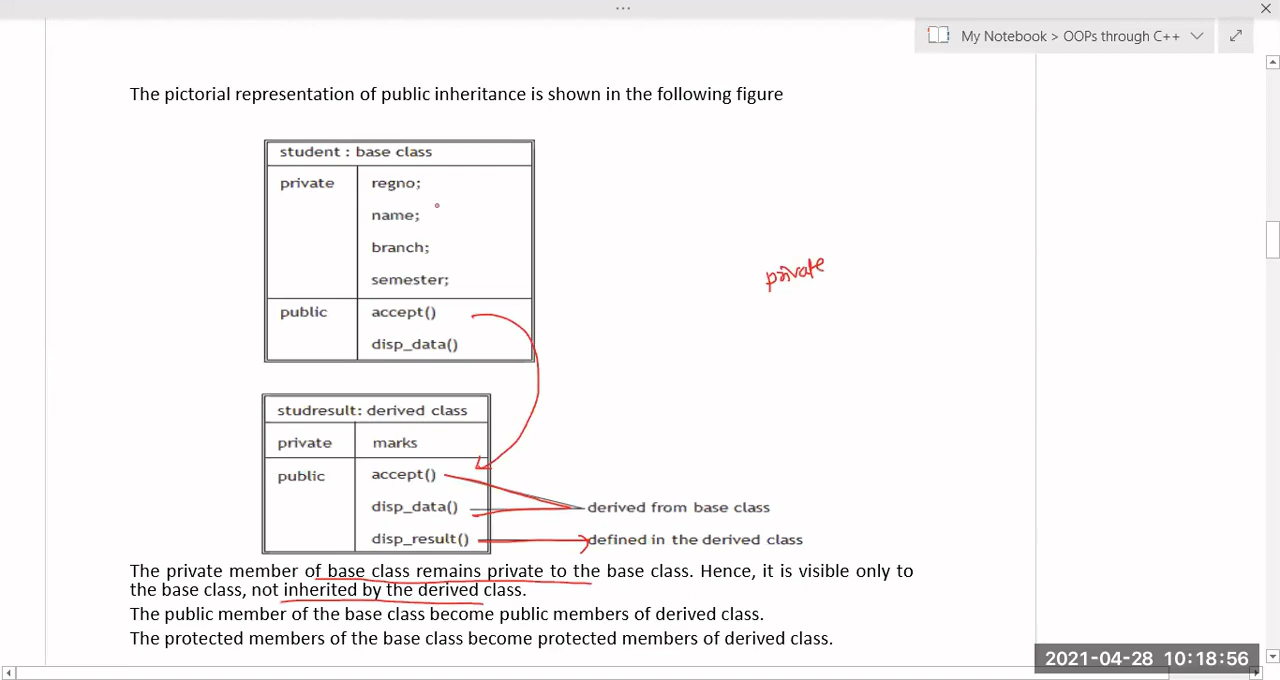 My Notebook > OOPs through C++
The pictorial representation of public inheritance is shown in the following figure
student : base class
private regno;
name;
branch;
semester;
public accept()
disp_data()
private
studresult: derived class
private marks
public accept()
disp_data() derived from base class
disp_result() defined in the derived class
The private member of base class remains private to the base class. Hence, it is visible only to
the base class, not inherited by the derived class.
The public member of the base class become public members of derived class.
The protected members of the base class become protected members of derived class.
2021-04-28 10:18:56